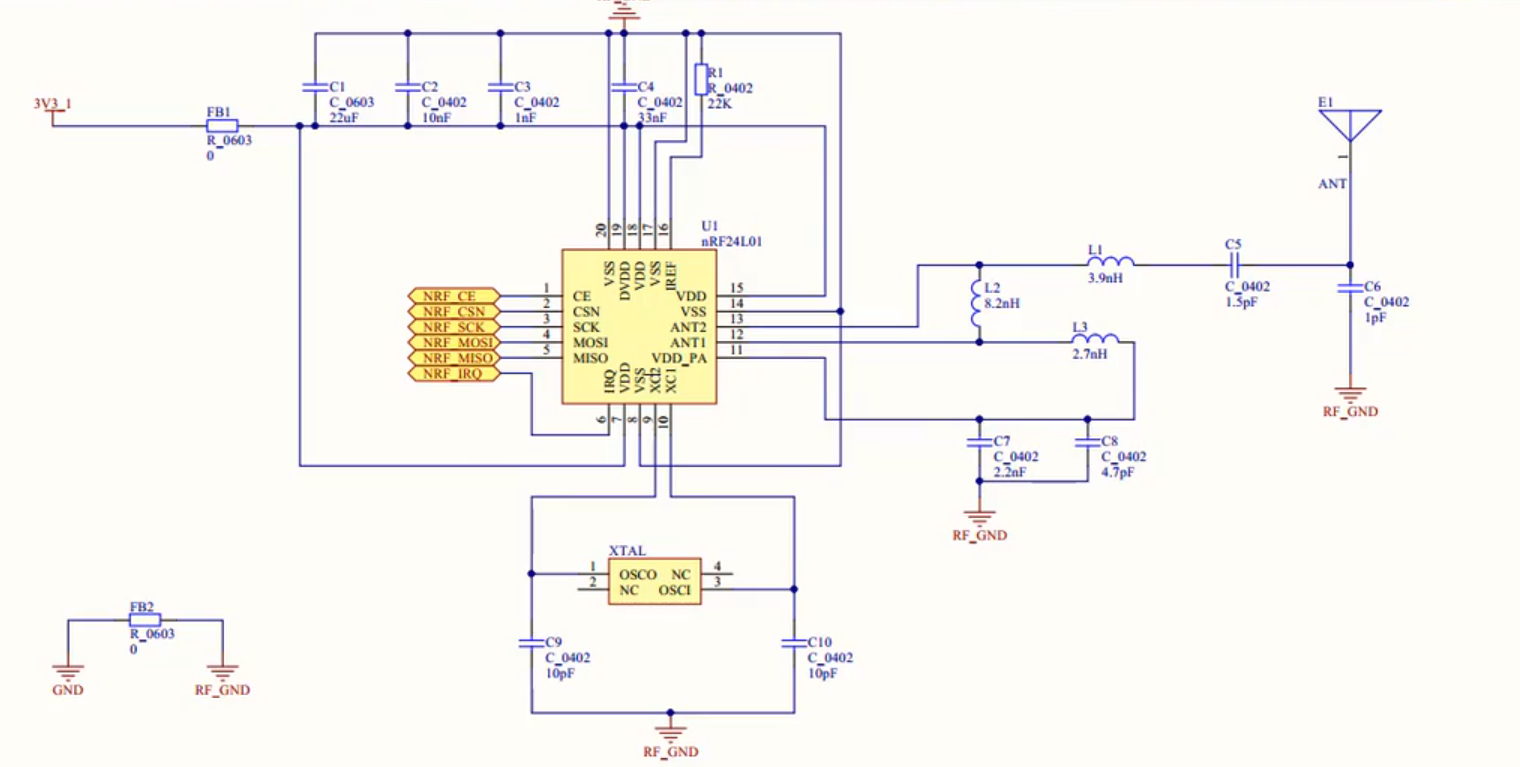 RF_GND
3V3_1
FB1
R_0603
0
C1
C_0603
22uF
C2
C_0402
10nF
C3
C_0402
1nF
C4
C_0402
33nF
R1
R_0402
22K
E1
1
ANT
U1
nRF24L01
20 19 18 17 16
VSS DVDD VDD VSS IREF
NRF_CE 1 CE
NRF_CSN 2 CSN
NRF_SCK 3 SCK
NRF_MOSI 4 MOSI
NRF_MISO 5 MISO
NRF_IRQ
VDD 15
VSS 14
ANT2 13
ANT1 12
VDD_PA 11
IRQ VDD VSS XC2 XC1
6 7 8 9 10
L1
3.9nH
L2
8.2nH
L3
2.7nH
C5
C_0402
1.5pF
C6
C_0402
1pF
RF_GND
C7
C_0402
2.2nF
C8
C_0402
4.7pF
RF_GND
XTAL
1 OSCO NC 4
2 NC OSCI 3
C9
C_0402
10pF
C10
C_0402
10pF
RF_GND
FB2
R_0603
0
GND
RF_GND